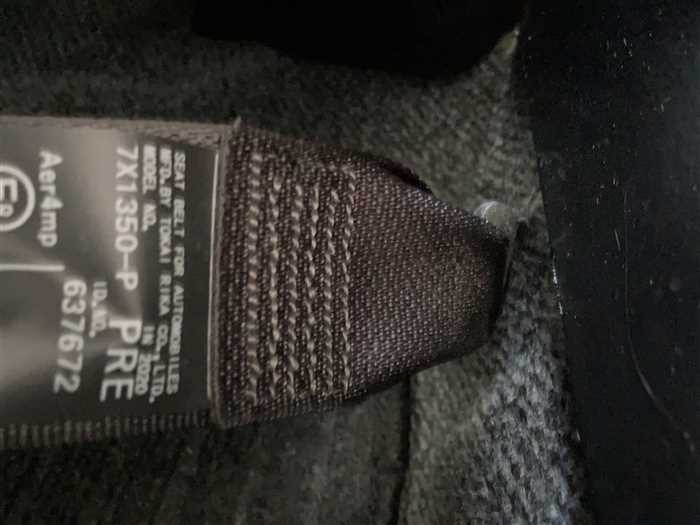 SEAT BELT FOR AUTOMOBILES
MFD.BY TOKAI RIKA CO.,LTD.
MODEL NO. IN 2020
7X1350-P PRE
ID.NO.
637672
Aer4mp